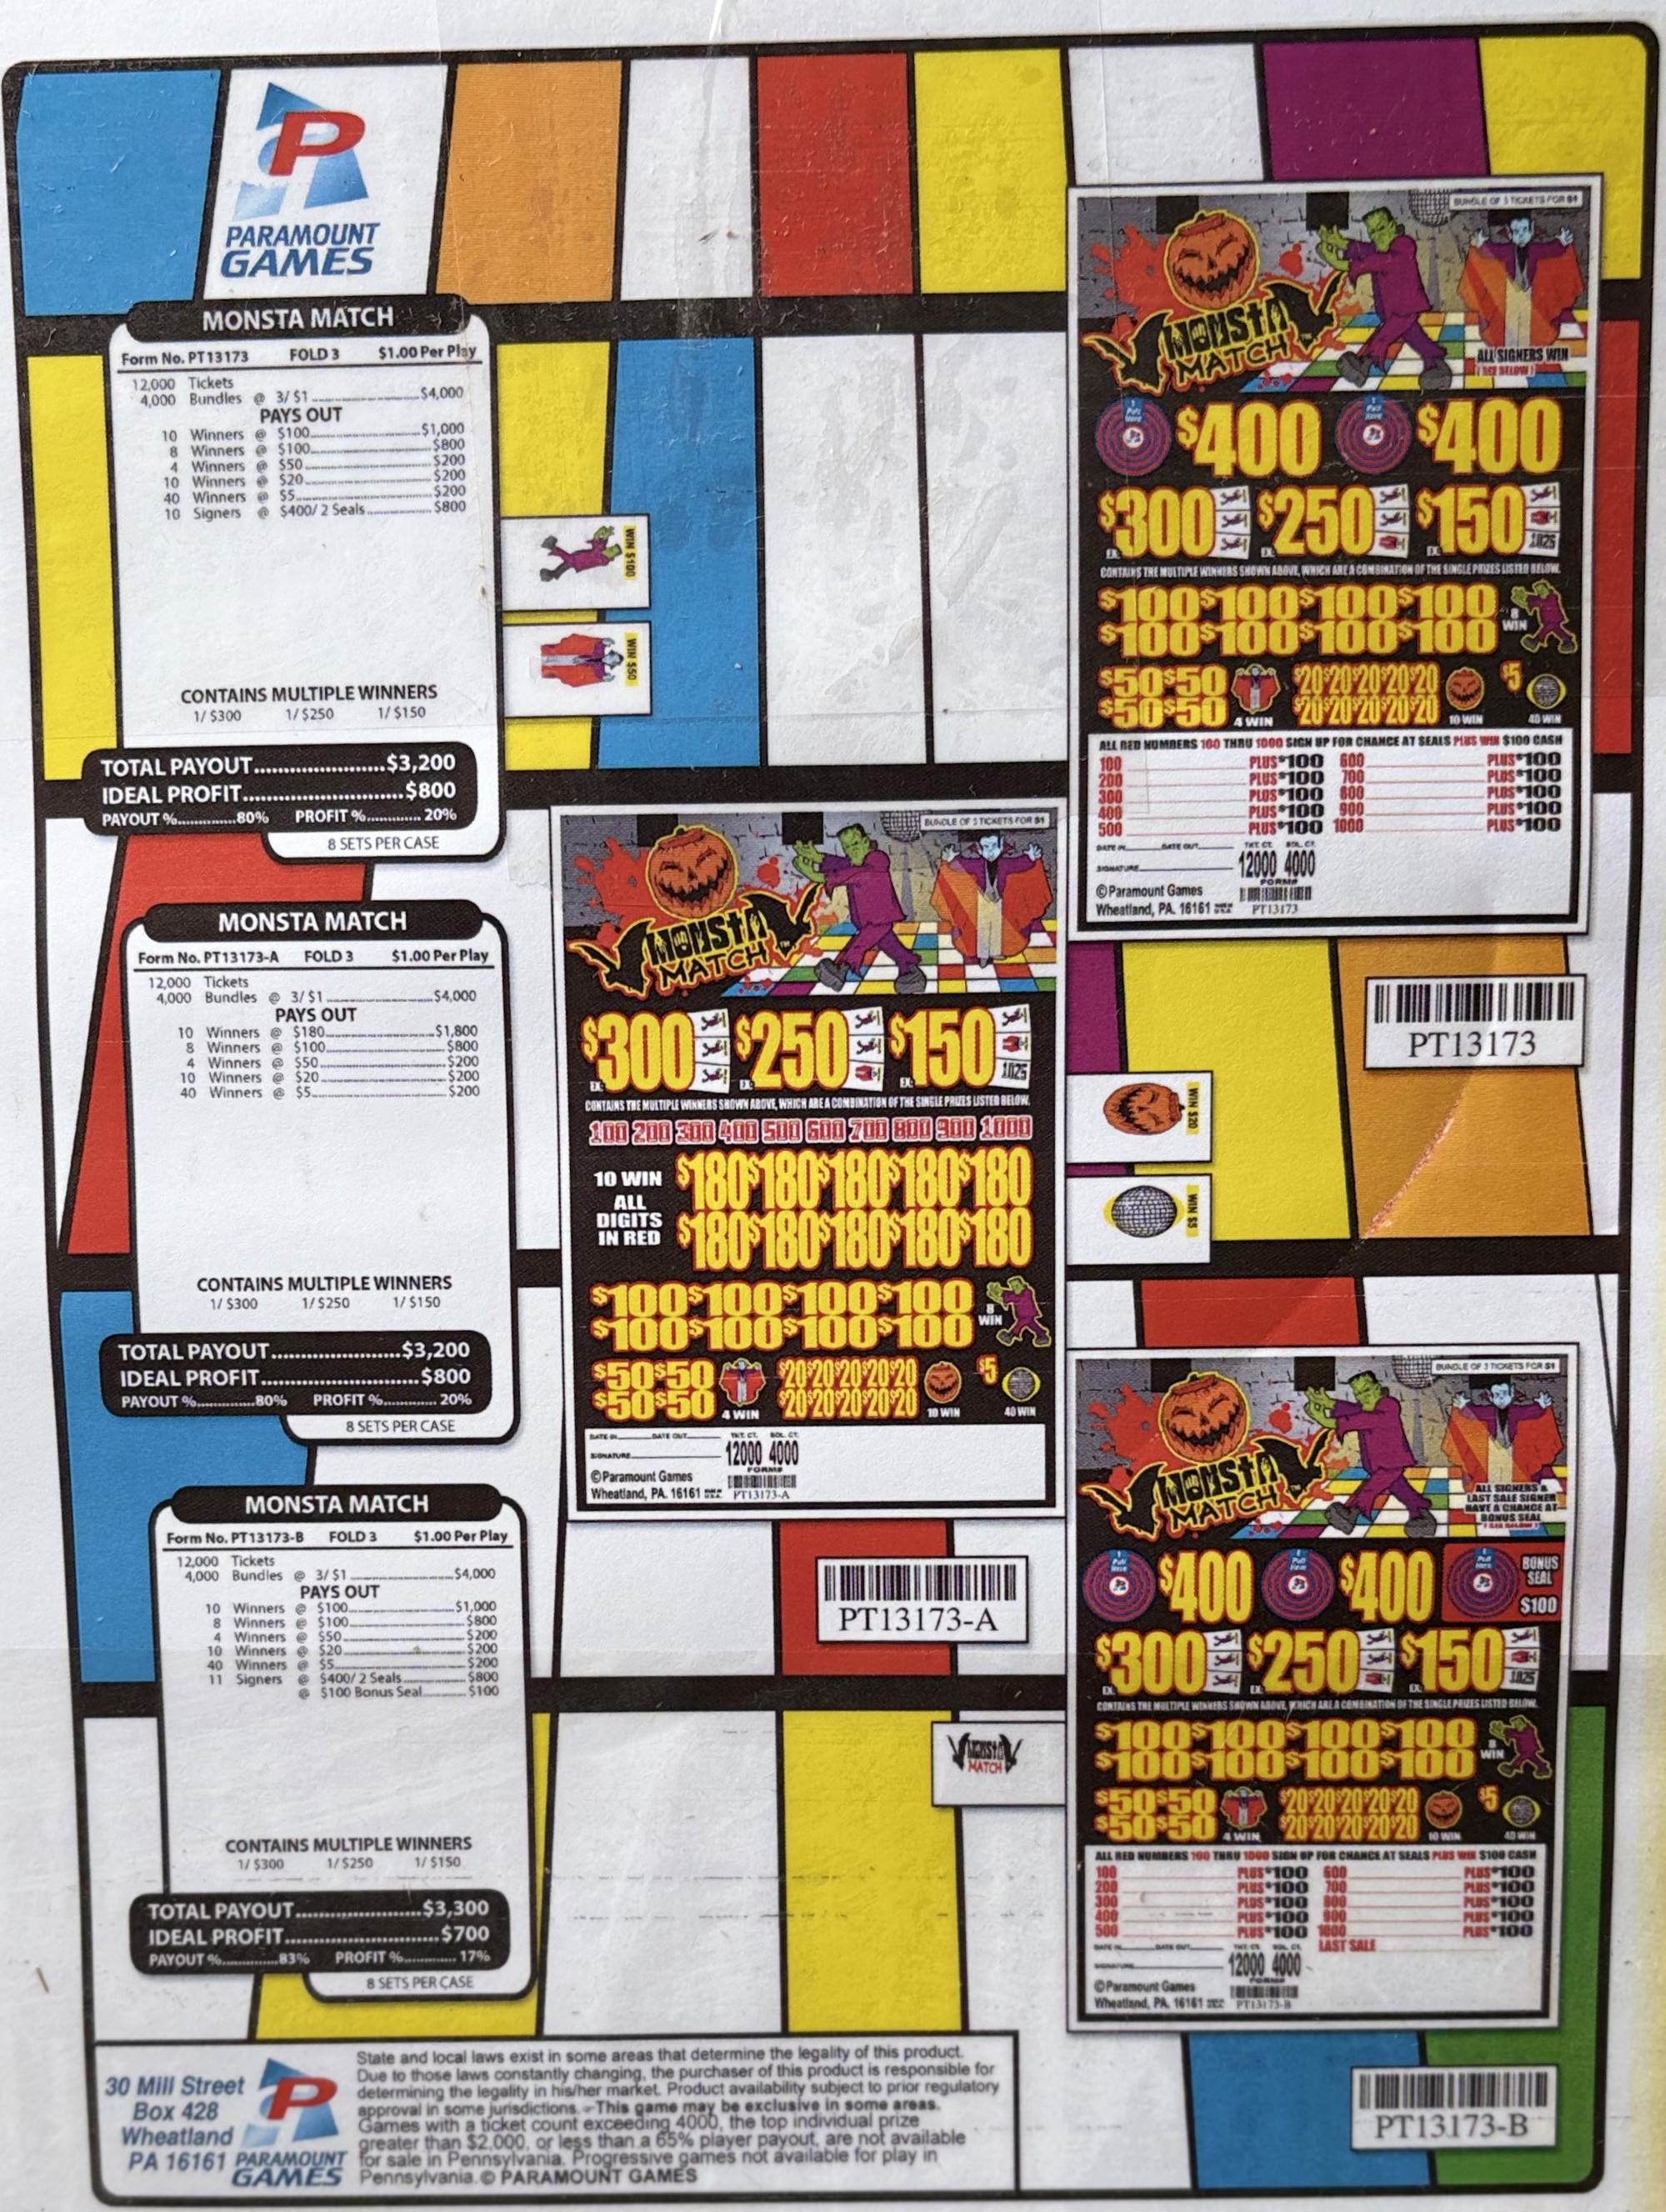 P
PARAMOUNT
GAMES
MONSTA MATCH
Form No. PT13173 FOLD 3 $1.00 Per Play
12,000 Tickets
4,000 Bundles @ 3/ $1 $4,000
PAYS OUT
10 Winners @ $100 $1,000
8 Winners @ $100 $800
4 Winners @ $50 $200
10 Winners @ $20 $200
40 Winners @ $5 $200
10 Signers @ $400/ 2 Seals $800
CONTAINS MULTIPLE WINNERS
1/ $300 1/ $250 1/ $150
TOTAL PAYOUT $3,200
IDEAL PROFIT $800
PAYOUT % 80% PROFIT % 20%
8 SETS PER CASE
WIN $100
WIN $50
BUNDLE OF 3 TICKETS FOR $1
MONSTA
MATCH
ALL SIGNERS WIN
( SEE BELOW )
1 Pull Here $400 1 Pull Here $400
$300 $250 $150
EX: EX: EX: 1025
CONTAINS THE MULTIPLE WINNERS SHOWN ABOVE, WHICH ARE A COMBINATION OF THE SINGLE PRIZES LISTED BELOW.
$100 $100 $100 $100
$100 $100 $100 $100
8 WIN
$50 $50 $20 $20 $20 $20 $20 $5
$50 $50 $20 $20 $20 $20 $20
4 WIN 10 WIN 40 WIN
ALL RED NUMBERS 100 THRU 1000 SIGN UP FOR CHANCE AT SEALS PLUS WIN $100 CASH
100 PLUS $100 600 PLUS $100
200 PLUS $100 700 PLUS $100
300 PLUS $100 800 PLUS $100
400 PLUS $100 900 PLUS $100
500 PLUS $100 1000 PLUS $100
DATE IN DATE OUT TKT. CT. BDL. CT.
SIGNATURE 12000 4000
FORM#
©Paramount Games
Wheatland, PA. 16161 MADE IN U.S.A. PT13173
PT13173
MONSTA MATCH
Form No. PT13173-A FOLD 3 $1.00 Per Play
12,000 Tickets
4,000 Bundles @ 3/ $1 $4,000
PAYS OUT
10 Winners @ $180 $1,800
8 Winners @ $100 $800
4 Winners @ $50 $200
10 Winners @ $20 $200
40 Winners @ $5 $200
CONTAINS MULTIPLE WINNERS
1/ $300 1/ $250 1/ $150
TOTAL PAYOUT $3,200
IDEAL PROFIT $800
PAYOUT % 80% PROFIT % 20%
8 SETS PER CASE
BUNDLE OF 3 TICKETS FOR $1
MONSTA
MATCH™
$300 $250 $150
EX: EX: EX: 1025
CONTAINS THE MULTIPLE WINNERS SHOWN ABOVE, WHICH ARE A COMBINATION OF THE SINGLE PRIZES LISTED BELOW.
100 200 300 400 500 600 700 800 900 1000
10 WIN
ALL
DIGITS
IN RED
$180 $180 $180 $180 $180
$180 $180 $180 $180 $180
$100 $100 $100 $100
$100 $100 $100 $100
8 WIN
$50 $50 $20 $20 $20 $20 $20 $5
$50 $50 $20 $20 $20 $20 $20
4 WIN 10 WIN 40 WIN
DATE IN DATE OUT TKT. CT. BDL. CT.
SIGNATURE 12000 4000
FORM#
©Paramount Games
Wheatland, PA. 16161 PT13173-A
PT13173-A
WIN $20
WIN $5
MONSTA MATCH
Form No. PT13173-B FOLD 3 $1.00 Per Play
12,000 Tickets
4,000 Bundles @ 3/ $1 $4,000
PAYS OUT
10 Winners @ $100 $1,000
8 Winners @ $100 $800
4 Winners @ $50 $200
10 Winners @ $20 $200
40 Winners @ $5 $200
11 Signers @ $400/ 2 Seals $800
@ $100 Bonus Seal $100
CONTAINS MULTIPLE WINNERS
1/ $300 1/ $250 1/ $150
TOTAL PAYOUT $3,300
IDEAL PROFIT $700
PAYOUT % 83% PROFIT % 17%
8 SETS PER CASE
MONSTA
MATCH
BUNDLE OF 3 TICKETS FOR $1
MONSTA
MATCH™
ALL SIGNERS &
LAST SALE SIGNER
HAVE A CHANCE AT
BONUS SEAL
( SEE BELOW )
1 Pull Here $400 1 Pull Here $400 1 Pull Here
BONUS
SEAL
$100
$300 $250 $150
EX: EX: EX: 1025
CONTAINS THE MULTIPLE WINNERS SHOWN ABOVE, WHICH ARE A COMBINATION OF THE SINGLE PRIZES LISTED BELOW.
$100 $100 $100 $100
$100 $100 $100 $100
8 WIN
$50 $50 $20 $20 $20 $20 $20 $5
$50 $50 $20 $20 $20 $20 $20
4 WIN 10 WIN 40 WIN
ALL RED NUMBERS 100 THRU 1000 SIGN UP FOR CHANCE AT SEALS PLUS WIN $100 CASH
100 PLUS $100 600 PLUS $100
200 PLUS $100 700 PLUS $100
300 PLUS $100 800 PLUS $100
400 PLUS $100 900 PLUS $100
500 PLUS $100 1000 PLUS $100
LAST SALE
DATE IN DATE OUT TKT. CT. BDL. CT.
SIGNATURE 12000 4000
FORM#
©Paramount Games
Wheatland, PA. 16161 PT13173-B
PT13173-B
30 Mill Street
Box 428
Wheatland
PA 16161
P
PARAMOUNT
GAMES
State and local laws exist in some areas that determine the legality of this product.
Due to those laws constantly changing, the purchaser of this product is responsible for
determining the legality in his/her market. Product availability subject to prior regulatory
approval in some jurisdictions. -This game may be exclusive in some areas.
Games with a ticket count exceeding 4000, the top individual prize
greater than $2,000, or less than a 65% player payout, are not available
for sale in Pennsylvania. Progressive games not available for play in
Pennsylvania. © PARAMOUNT GAMES